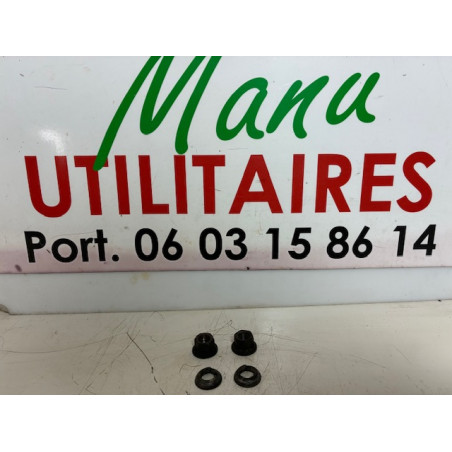 Manu
UTILITAIRES
Port. 06 03 15 86 14